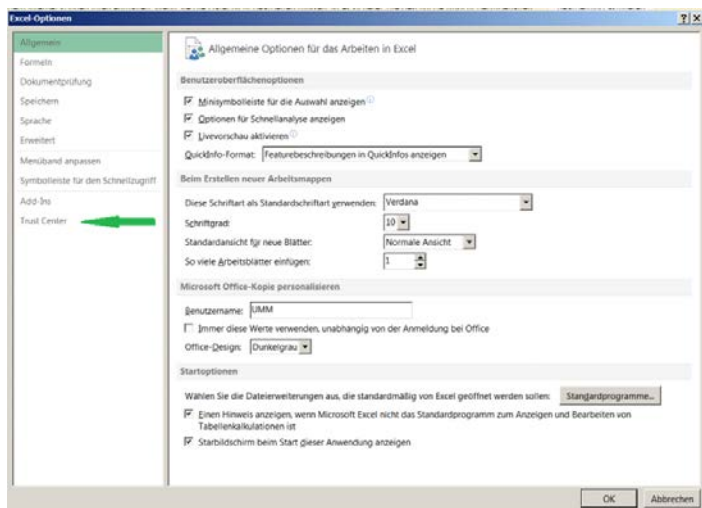 Excel-Optionen
Allgemein
Formeln
Dokumentprüfung
Speichern
Sprache
Erweitert
Menüband anpassen
Symbolleiste für den Schnellzugriff
Add-Ins
Trust Center
Allgemeine Optionen für das Arbeiten in Excel
Benutzeroberflächenoptionen
Minisymbolleiste für die Auswahl anzeigen
Optionen für Schnellanalyse anzeigen
Livevorschau aktivieren
QuickInfo-Format: Featurebeschreibungen in QuickInfos anzeigen
Beim Erstellen neuer Arbeitsmappen
Diese Schriftart als Standardschriftart verwenden: Verdana
Schriftgrad: 10
Standardansicht für neue Blätter: Normale Ansicht
So viele Arbeitsblätter einfügen: 1
Microsoft Office-Kopie personalisieren
Benutzername: UMM
Immer diese Werte verwenden, unabhängig von der Anmeldung bei Office
Office-Design: Dunkelgrau
Startoptionen
Wählen Sie die Dateierweiterungen aus, die standardmäßig von Excel geöffnet werden sollen: Standardprogramme...
Einen Hinweis anzeigen, wenn Microsoft Excel nicht das Standardprogramm zum Anzeigen und Bearbeiten von
Tabellenkalkulationen ist
Starbildschirm beim Start dieser Anwendung anzeigen
OK Abbrechen